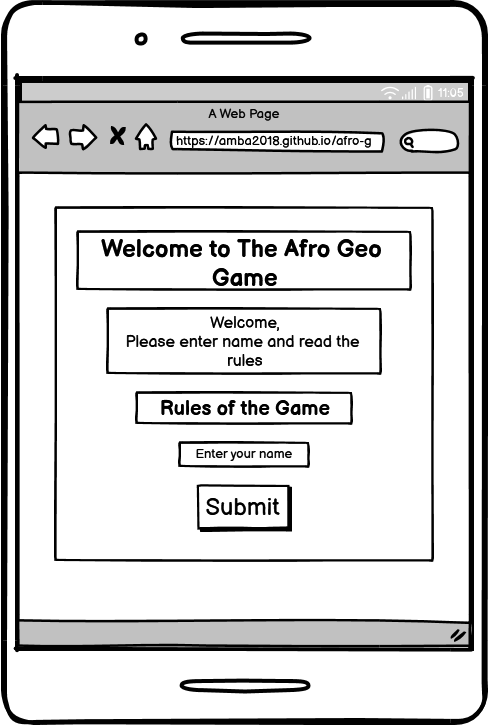 11:05
A Web Page
https://amba2018.github.io/afro-g
Welcome to The Afro Geo
Game
Welcome,
Please enter name and read the
rules
Rules of the Game
Enter your name
Submit